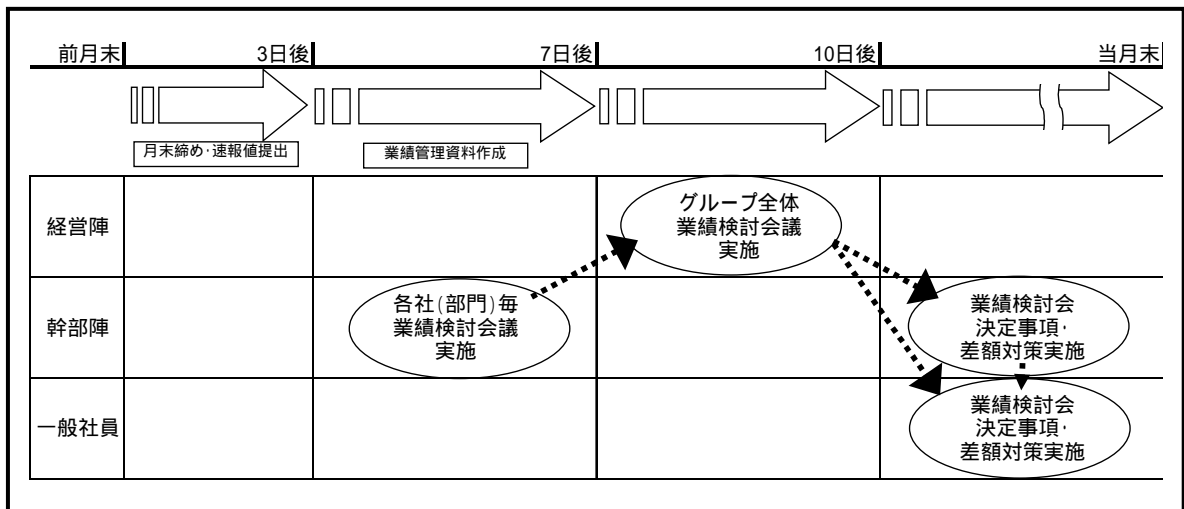 前月末 3日後 7日後 10日後 当月末
月末締め･速報値提出
業績管理資料作成
経営陣
グループ全体
業績検討会議
実施
幹部陣
各社(部門)毎
業績検討会議
実施
業績検討会
決定事項･
差額対策実施
一般社員
業績検討会
決定事項･
差額対策実施